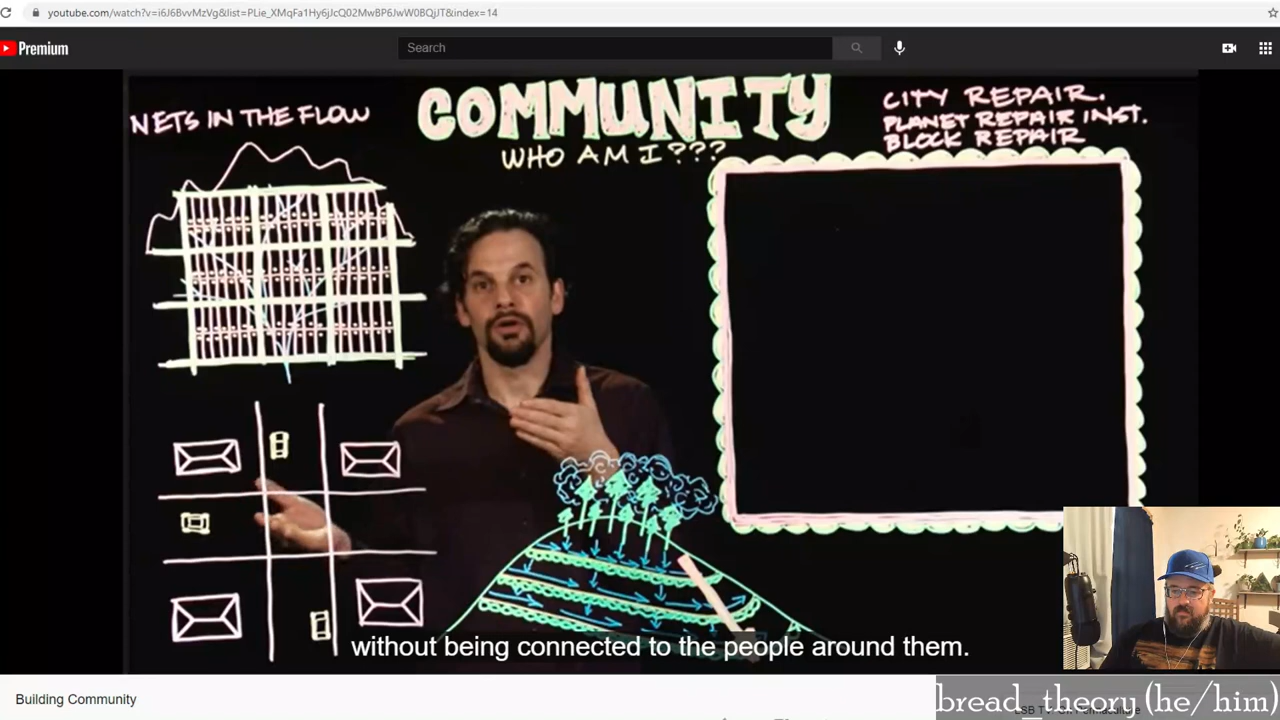 youtube.com/watch?v=i6J6BvvMzVg&list=PLie_XMqFa1Hy6jJcQ02MwBP6JwW0BQjJT&index=14
Premium
Search
NETS IN THE FLOW
COMMUNITY
WHO AM I???
CITY REPAIR.
PLANET REPAIR INST.
BLOCK REPAIR
without being connected to the people around them.
Building Community
bread_theory (he/him)